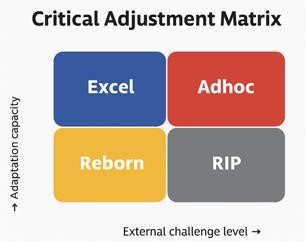 Critical Adjustment Matrix
Excel
Adhoc
Reborn
RIP
→ Adaptation capacity
External challenge level →